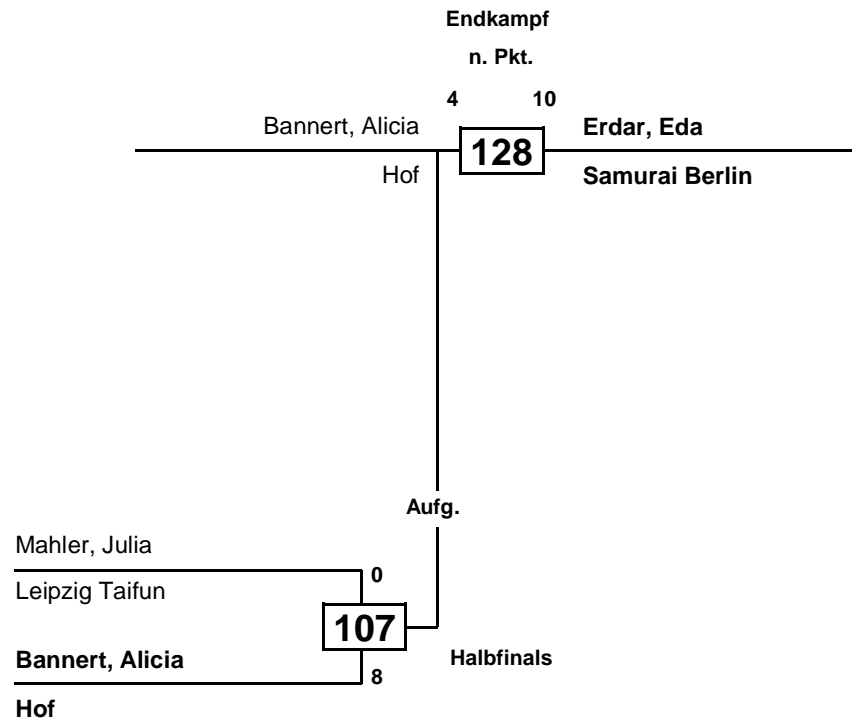 Endkampf
n. Pkt.
4 10
Bannert, Alicia 128 Erdar, Eda
Hof Samurai Berlin
Aufg.
Mahler, Julia
0
Leipzig Taifun
107
Bannert, Alicia Halbfinals
8
Hof